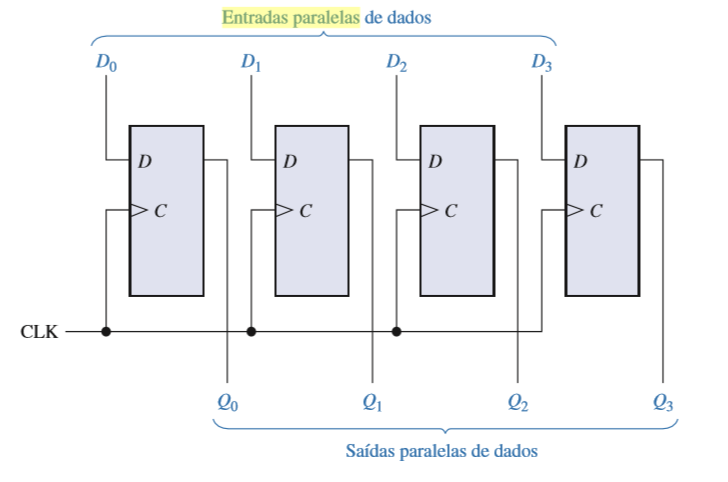 Entradas paralelas de dados
D₀ D₁ D₂ D₃
D D D D
C C C C
CLK
Q₀ Q₁ Q₂ Q₃
Saídas paralelas de dados